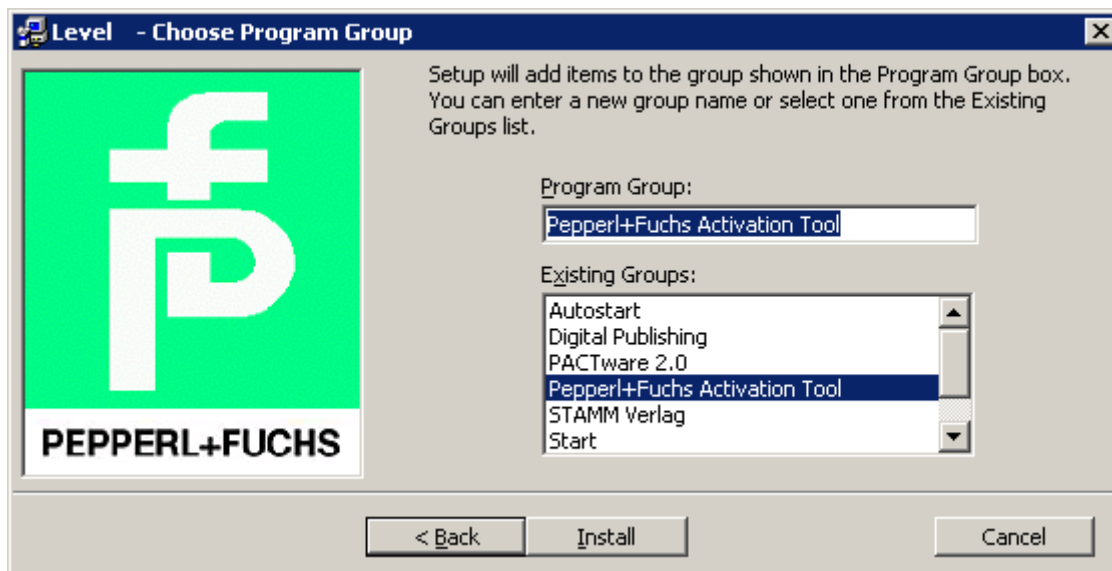 Level - Choose Program Group
Setup will add items to the group shown in the Program Group box.
You can enter a new group name or select one from the Existing
Groups list.
Program Group:
Pepperl+Fuchs Activation Tool
Existing Groups:
Autostart
Digital Publishing
PACTware 2.0
Pepperl+Fuchs Activation Tool
STAMM Verlag
Start
PEPPERL+FUCHS
< Back
Install
Cancel